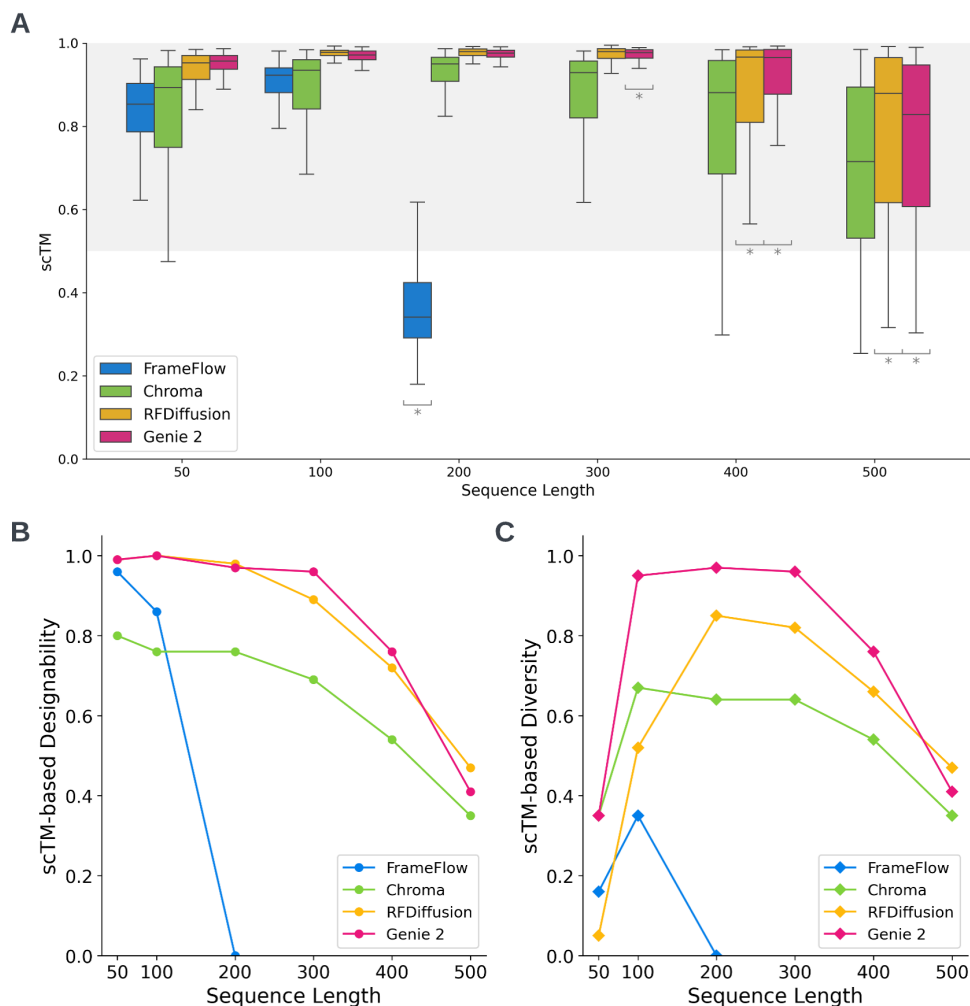 A
1.0
0.8
0.6
0.4
0.2
0.0
scTM
* * * * * *
FrameFlow
Chroma
RFDiffusion
Genie 2
50 100 200 300 400 500
Sequence Length
B
1.0
0.8
0.6
0.4
0.2
0.0
scTM-based Designability
FrameFlow
Chroma
RFDiffusion
Genie 2
50 100 200 300 400 500
Sequence Length
C
1.0
0.8
0.6
0.4
0.2
0.0
scTM-based Diversity
FrameFlow
Chroma
RFDiffusion
Genie 2
50 100 200 300 400 500
Sequence Length